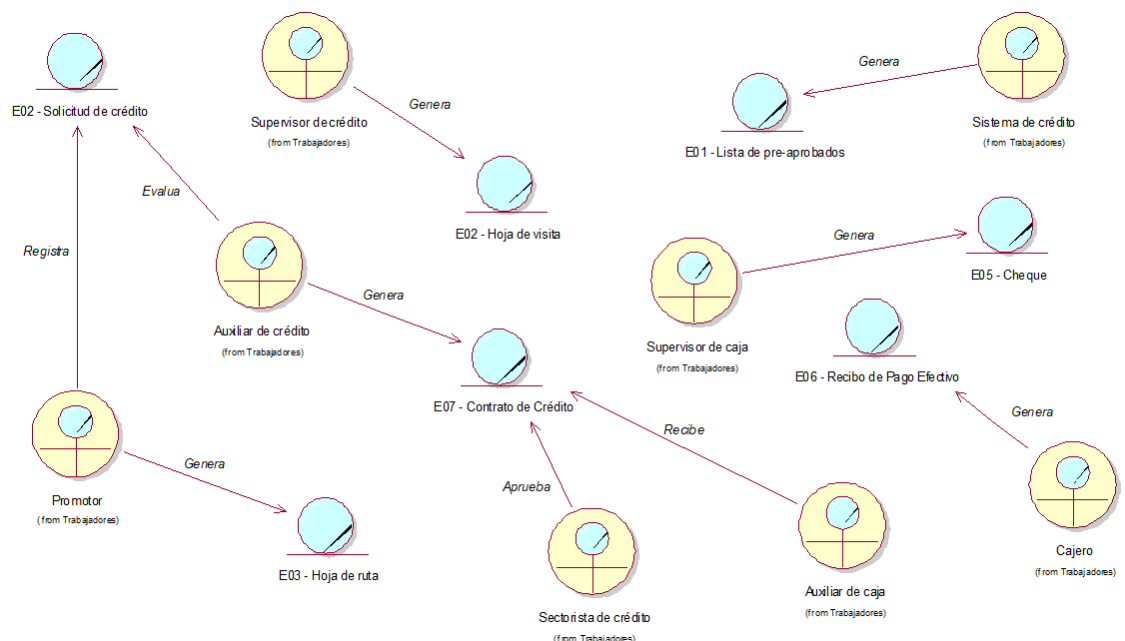 E02 - Solicitud de crédito
Supervisor de crédito
(from Trabajadores)
Genera
E02 - Hoja de visita
Genera
Sistema de crédito
(from Trabajadores)
E01 - Lista de pre-aprobados
Evalua
Registra
Auxiliar de crédito
(from Trabajadores)
Genera
Genera
E05 - Cheque
Supervisor de caja
(from Trabajadores)
E06 - Recibo de Pago Efectivo
E07 - Contrato de Crédito
Genera
Recibe
Promotor
(from Trabajadores)
Genera
E03 - Hoja de ruta
Aprueba
Sectorista de crédito
(from Trabajadores)
Auxiliar de caja
(from Trabajadores)
Cajero
(from Trabajadores)